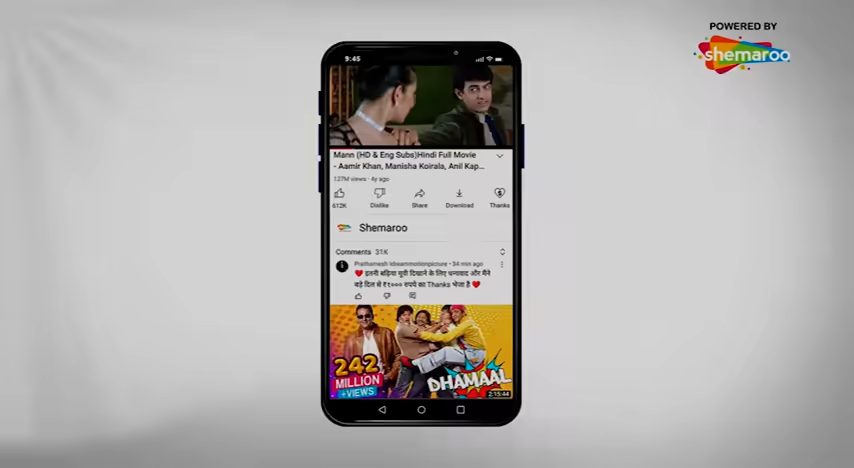 POWERED BY
shemaroo
9:45
Mann (HD & Eng Subs)Hindi Full Movie
- Aamir Khan, Manisha Koirala, Anil Kap...
127M views · 4y ago
612K
Dislike
Share
Download
Thanks
Shemaroo
Comments 31K
Prathamesh Idreammotionpicrure · 34 min ago
❤️ इतनी बढ़िया मूवी दिखाने के लिए धन्यवाद और मैंने
बड़े दिल से ₹१००० रुपये का Thanks भेजा है ❤️
242
MILLION
+VIEWS
DHAMAAL
2:15:44